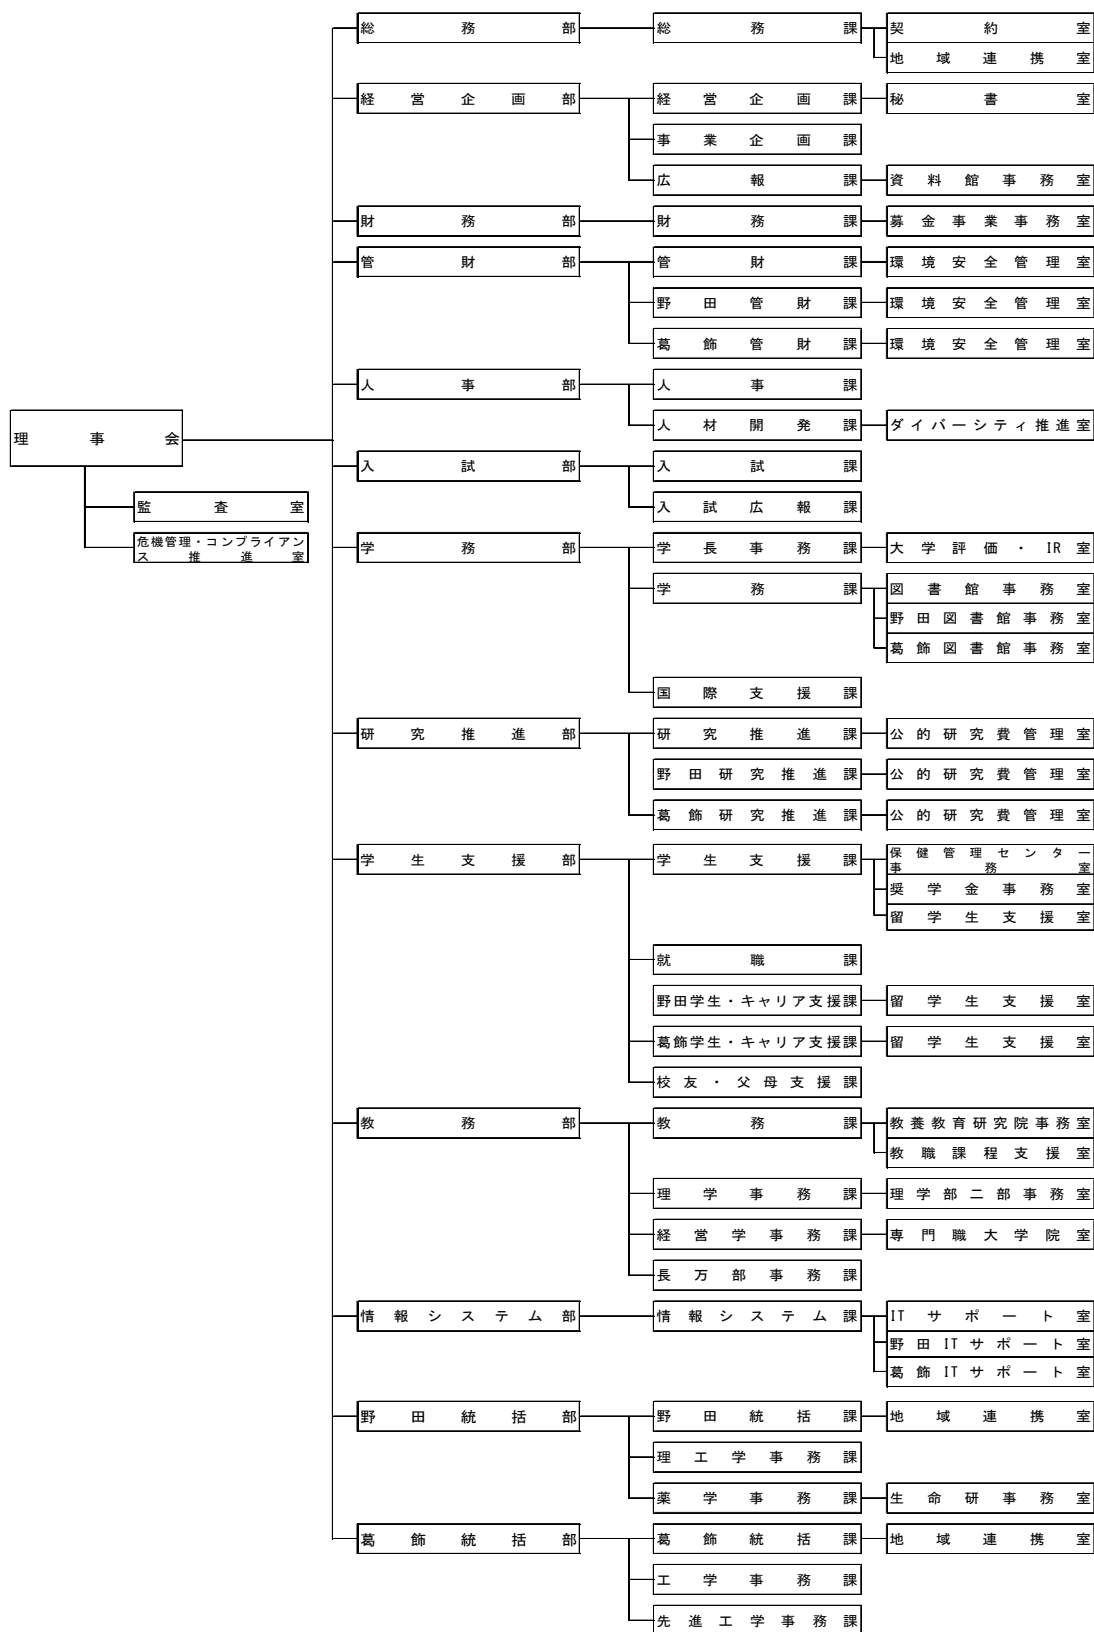 総務部 総務課 契約室
地域連携室
経営企画部 経営企画課 秘書室
事業企画課
広報課 資料館事務室
財務部 財務課 募金事業事務室
管財部 管財課 環境安全管理室
野田管財課 環境安全管理室
葛飾管財課 環境安全管理室
人事部 人事課
人材開発課 ダイバーシティ推進室
理事会
入試部 入試課
監査室 入試広報課
危機管理・コンプライアン
ス推進室
学務部 学長事務課 大学評価・IR室
学務課 図書館事務室
野田図書館事務室
葛飾図書館事務室
国際支援課
研究推進部 研究推進課 公的研究費管理室
野田研究推進課 公的研究費管理室
葛飾研究推進課 公的研究費管理室
学生支援部 学生支援課 保健管理センター
事務室
奨学金事務室
留学生支援室
就職課
野田学生・キャリア支援課 留学生支援室
葛飾学生・キャリア支援課 留学生支援室
校友・父母支援課
教務部 教務課 教養教育研究院事務室
教職課程支援室
理学事務課 理学部二部事務室
経営学事務課 専門職大学院室
長万部事務課
情報システム部 情報システム課 ITサポート室
野田ITサポート室
葛飾ITサポート室
野田統括部 野田統括課 地域連携室
理工学事務課
薬学事務課 生命研事務室
葛飾統括部 葛飾統括課 地域連携室
工学事務課
先進工学事務課